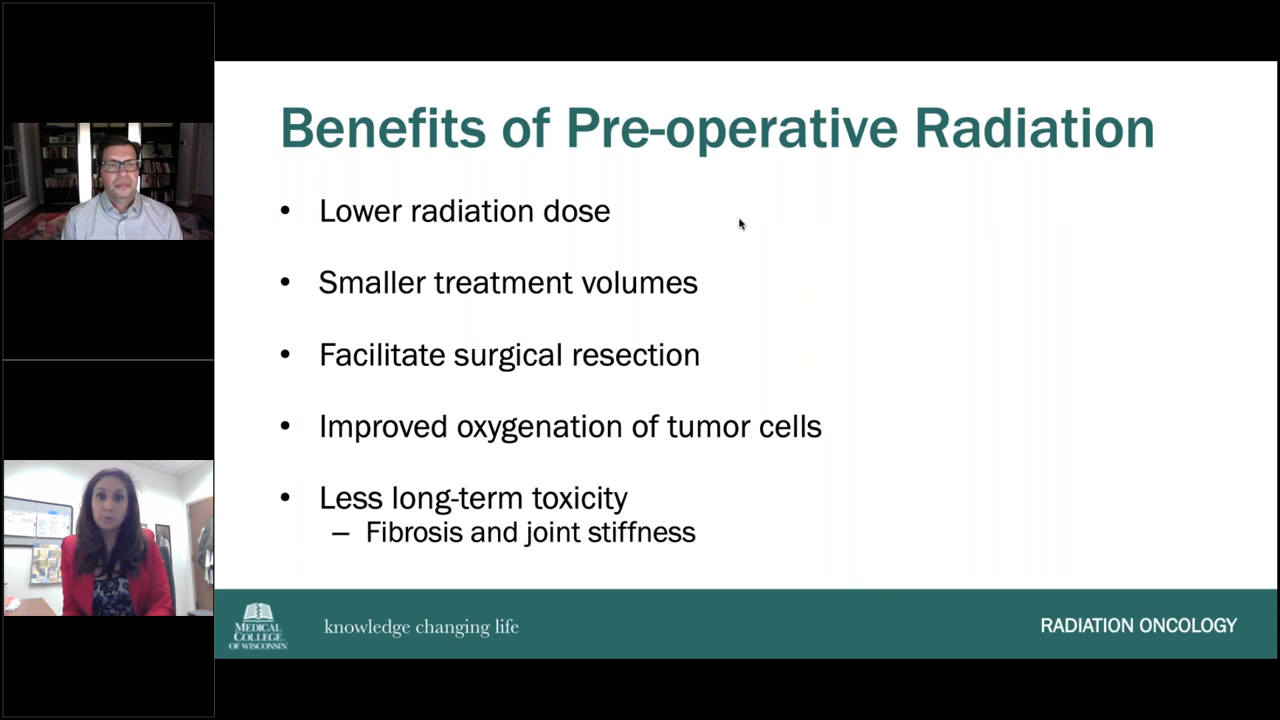 Benefits of Pre-operative Radiation
• Lower radiation dose
• Smaller treatment volumes
• Facilitate surgical resection
• Improved oxygenation of tumor cells
• Less long-term toxicity
– Fibrosis and joint stiffness
MEDICAL
COLLEGE
OF WISCONSIN
knowledge changing life
RADIATION ONCOLOGY